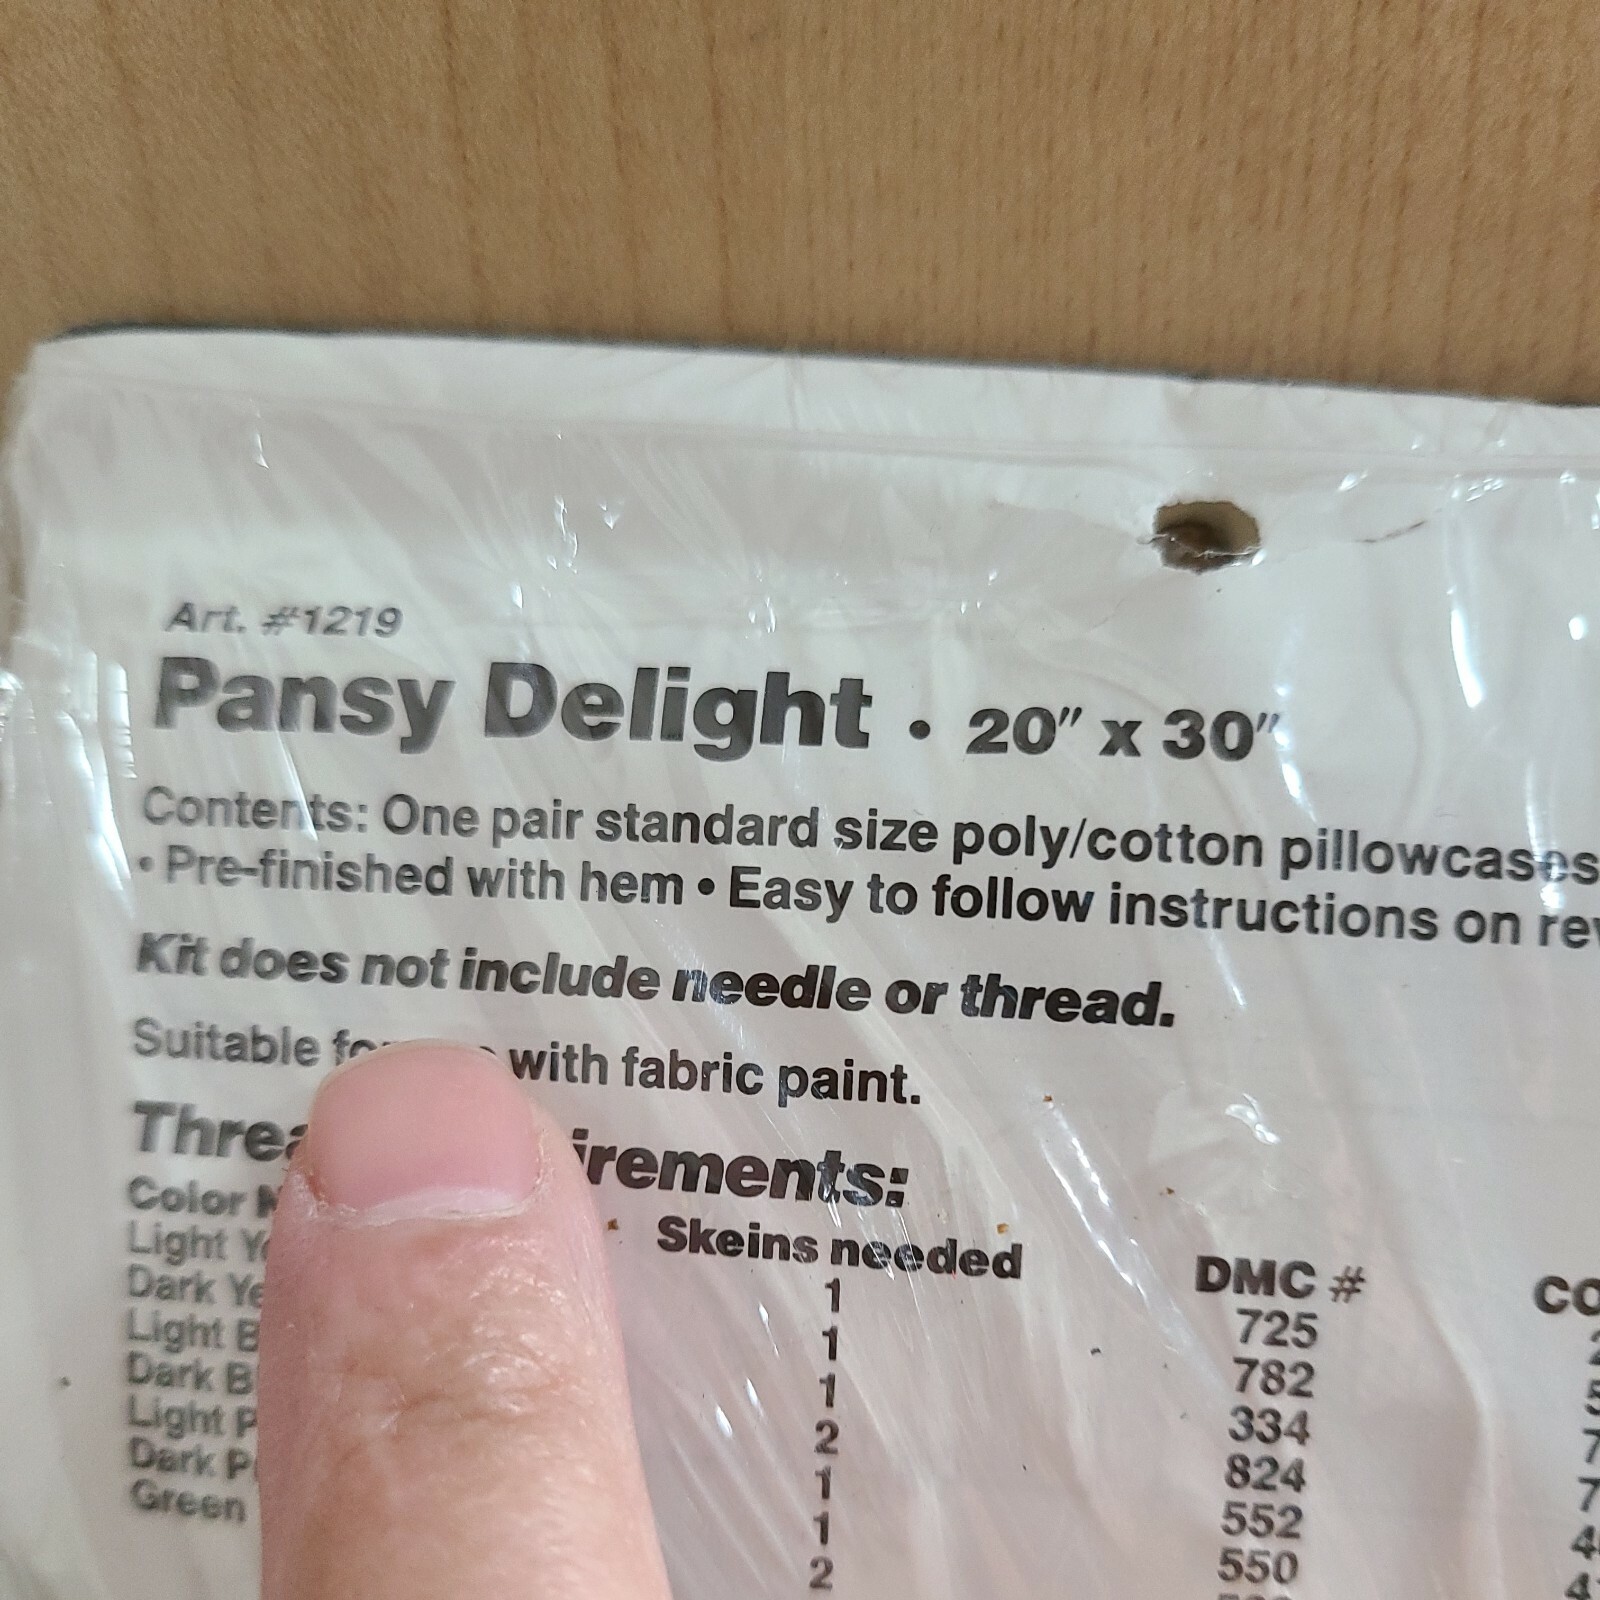 Art. #1219
Pansy Delight • 20" x 30"
Contents: One pair standard size poly/cotton pillowcases
• Pre-finished with hem • Easy to follow instructions on
Kit does not include needle or thread.
Suitable with fabric paint.
Skeins needed DMC #
Color
Light 1 725
Dark 1 782
Light 1 334
Dark 2 824
Light 1 552
Dark 1 550
Green 2